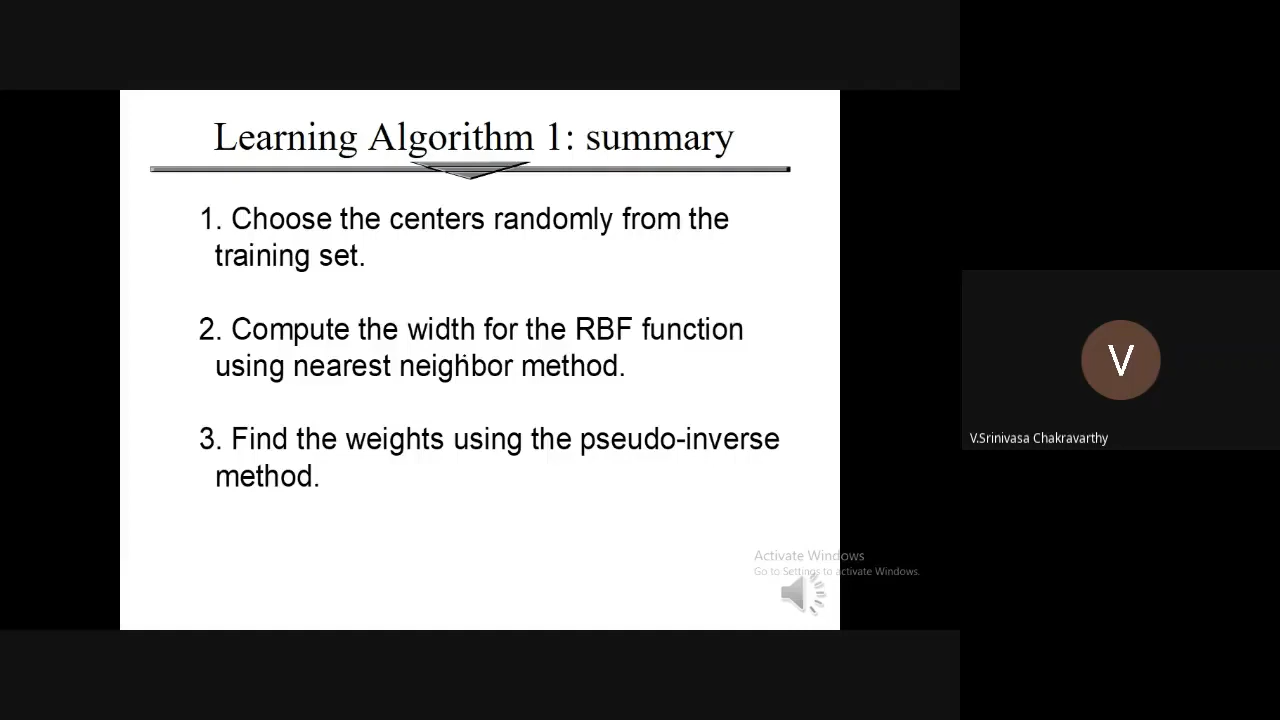 Learning Algorithm 1: summary
1. Choose the centers randomly from the
training set.
2. Compute the width for the RBF function
using nearest neighbor method.
3. Find the weights using the pseudo-inverse
method.
Activate Windows
Go to Settings to activate Windows.
V
V.Srinivasa Chakravarthy